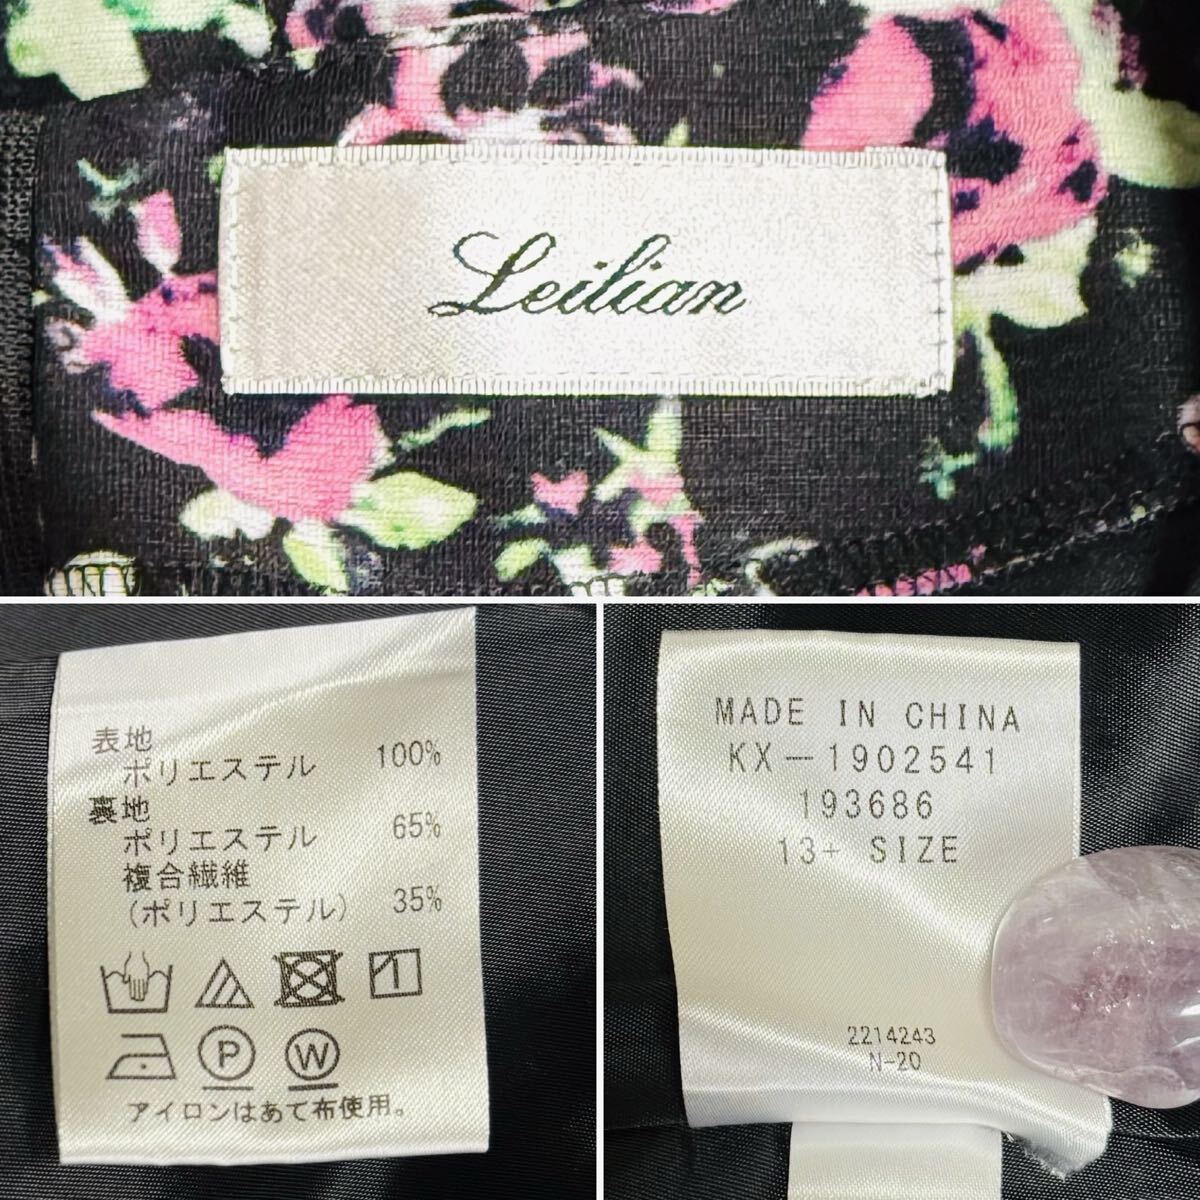 Leilian
表地
ポリエステル 100%
裏地
ポリエステル 65%
複合繊維
(ポリエステル) 35%
1
P W
アイロンはあて布使用。
MADE IN CHINA
KX-1902541
193686
13+ SIZE
2214243
N-20